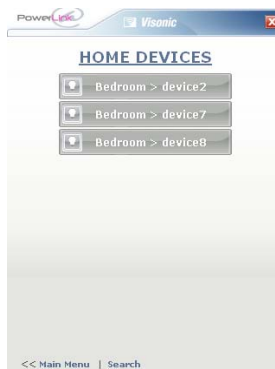 PowerLink Visonic
HOME DEVICES
Bedroom > device2
Bedroom > device7
Bedroom > device8
<< Main Menu | Search